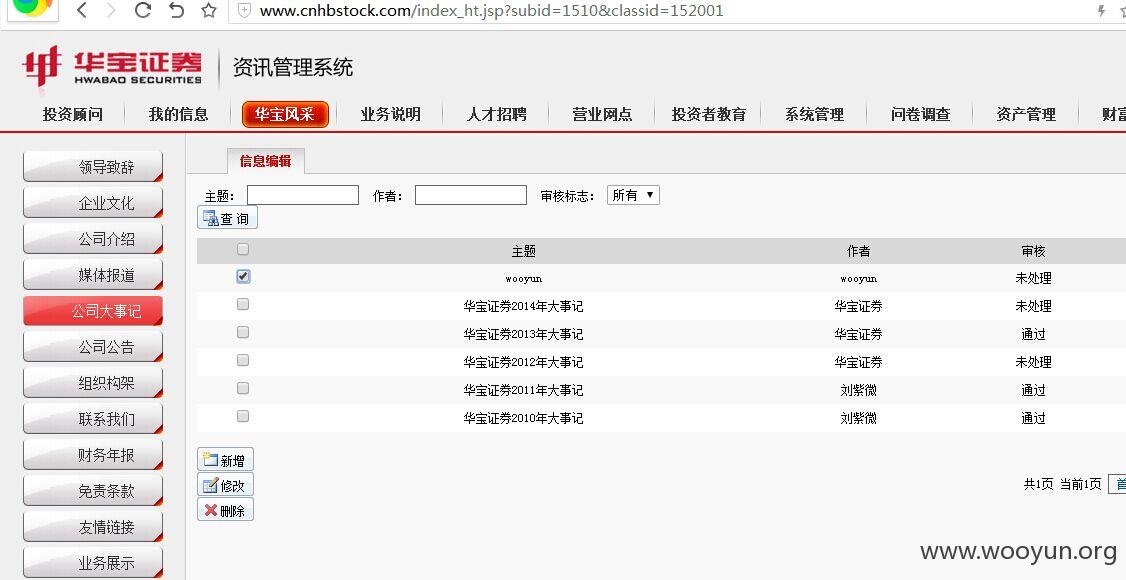 www.cnhbstock.com/index_ht.jsp?subid=1510&classid=152001
华宝证券 HWABAO SECURITIES 资讯管理系统
投资顾问 我的信息 华宝风采 业务说明 人才招聘 营业网点 投资者教育 系统管理 问卷调查 资产管理
领导致辞
企业文化
公司介绍
媒体报道
公司大事记
公司公告
组织构架
联系我们
财务年报
免责条款
友情链接
业务展示
信息编辑
主题： 作者： 审核标志： 所有
查 询
主题 作者 审核
wooyun wooyun 未处理
华宝证券2014年大事记 华宝证券 未处理
华宝证券2013年大事记 华宝证券 通过
华宝证券2012年大事记 华宝证券 未处理
华宝证券2011年大事记 刘紫微 通过
华宝证券2010年大事记 刘紫微 通过
新增
修改
删除
共1页 当前1页
www.wooyun.org